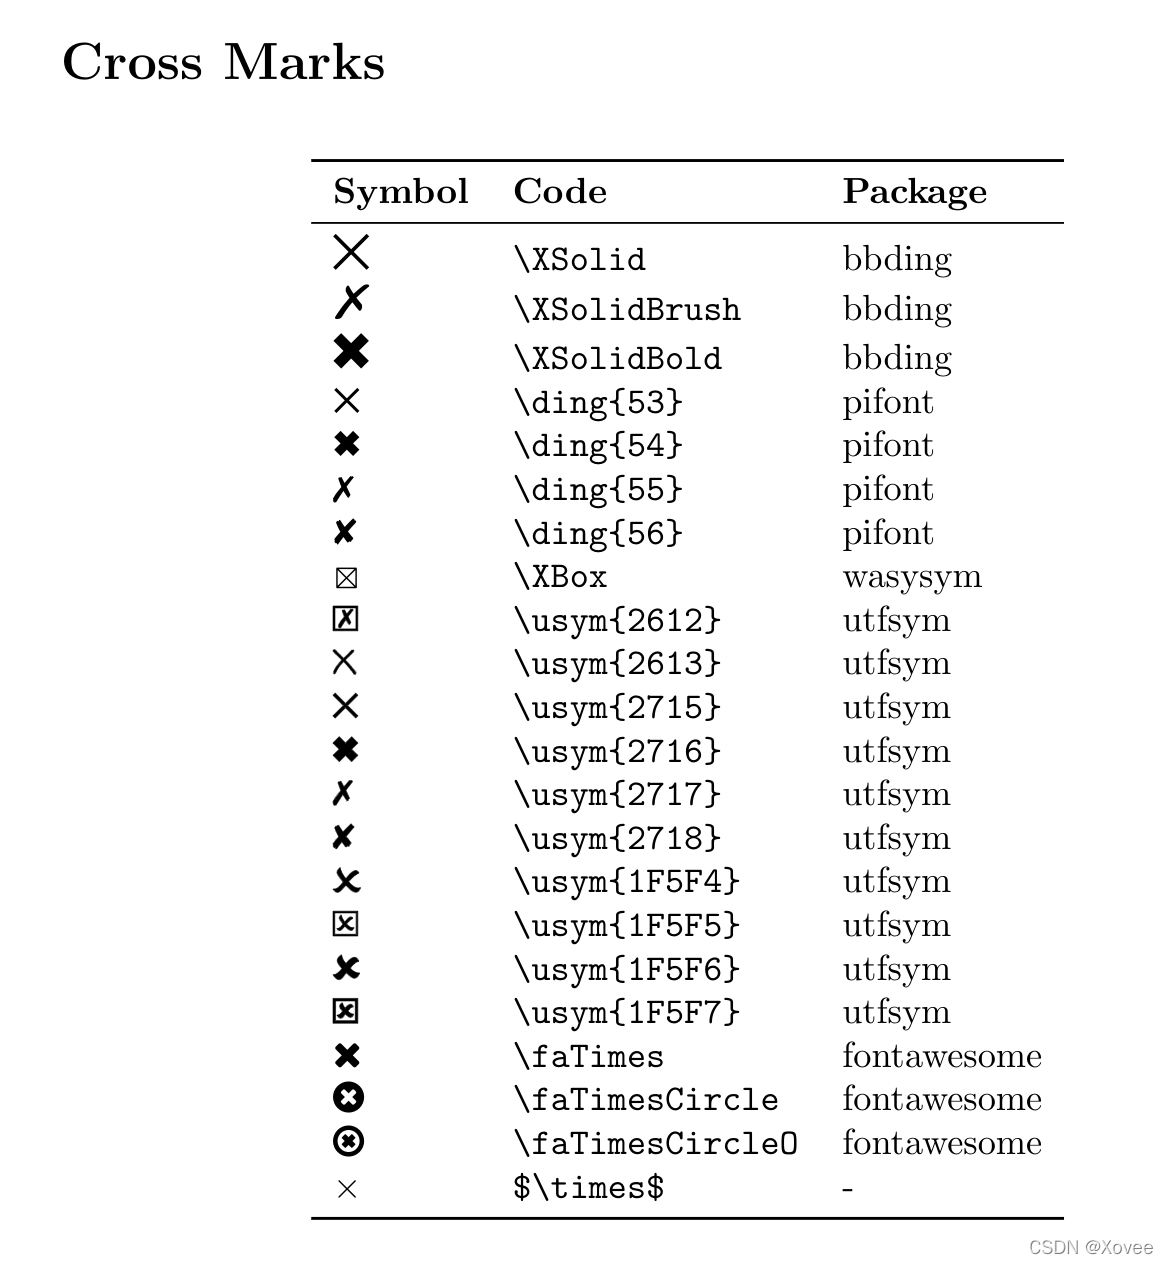 Cross Marks
Symbol Code Package
\XSolid bbding
\XSolidBrush bbding
\XSolidBold bbding
\ding{53} pifont
\ding{54} pifont
\ding{55} pifont
\ding{56} pifont
\XBox wasysym
\usym{2612} utfsym
\usym{2613} utfsym
\usym{2715} utfsym
\usym{2716} utfsym
\usym{2717} utfsym
\usym{2718} utfsym
\usym{1F5F4} utfsym
\usym{1F5F5} utfsym
\usym{1F5F6} utfsym
\usym{1F5F7} utfsym
\faTimes fontawesome
\faTimesCircle fontawesome
\faTimesCircleO fontawesome
× $\times$ -
CSDN @Xovee